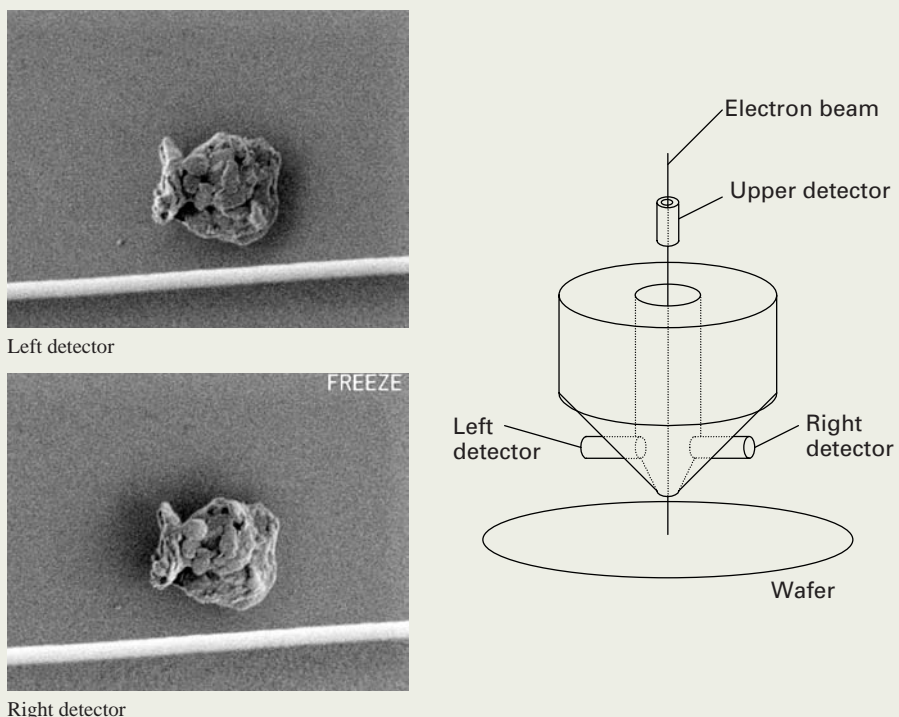 Left detector
FREEZE
Right detector
Electron beam
Upper detector
Left
detector
Right
detector
Wafer